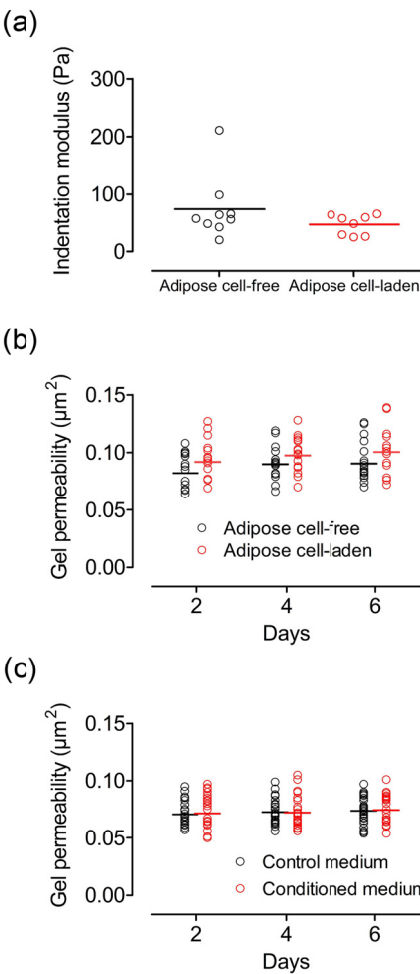 (a)
Indentation modulus (Pa)
300
200
100
0
Adipose cell-free Adipose cell-laden
(b)
Gel permeability (µm²)
0.15
0.10
0.05
0.00
Adipose cell-free
Adipose cell-laden
2 4 6
Days
(c)
Gel permeability (µm²)
0.15
0.10
0.05
0.00
Control medium
Conditioned medium
2 4 6
Days